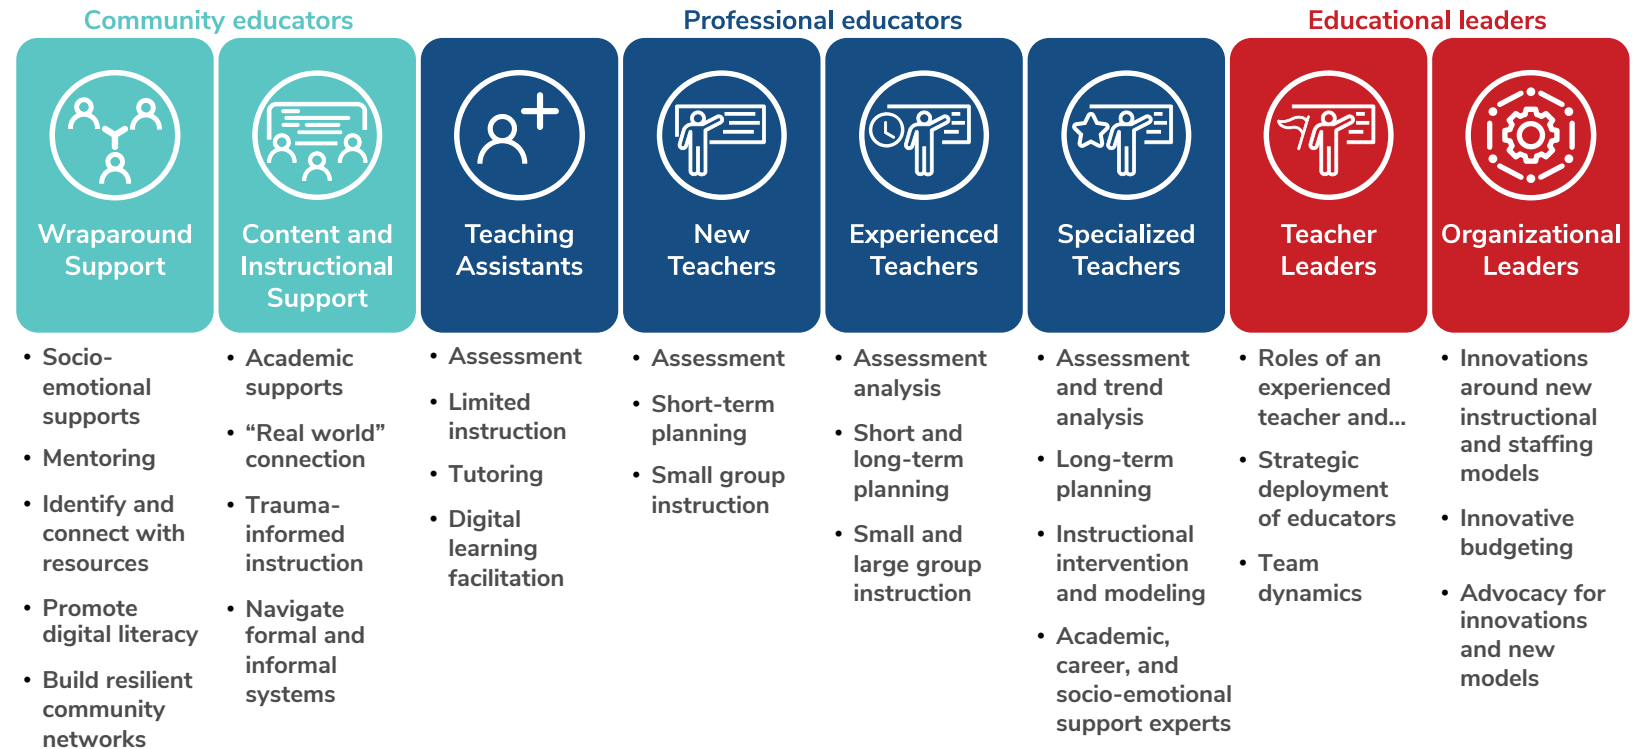 Community educators
Professional educators
Educational leaders
Wraparound
Support
Content and
Instructional
Support
Teaching
Assistants
New
Teachers
Experienced
Teachers
Specialized
Teachers
Teacher
Leaders
Organizational
Leaders
• Socio-
emotional
supports
• Mentoring
• Identify and
connect with
resources
• Promote
digital literacy
• Build resilient
community
networks
• Academic
supports
• “Real world”
connection
• Trauma-
informed
instruction
• Navigate
formal and
informal
systems
• Assessment
• Limited
instruction
• Tutoring
• Digital
learning
facilitation
• Assessment
• Short-term
planning
• Small group
instruction
• Assessment
analysis
• Short and
long-term
planning
• Small and
large group
instruction
• Assessment
and trend
analysis
• Long-term
planning
• Instructional
intervention
and modeling
• Academic,
career, and
socio-emotional
support experts
• Roles of an
experienced
teacher and...
• Strategic
deployment
of educators
• Team
dynamics
• Innovations
around new
instructional
and staffing
models
• Innovative
budgeting
• Advocacy for
innovations
and new
models